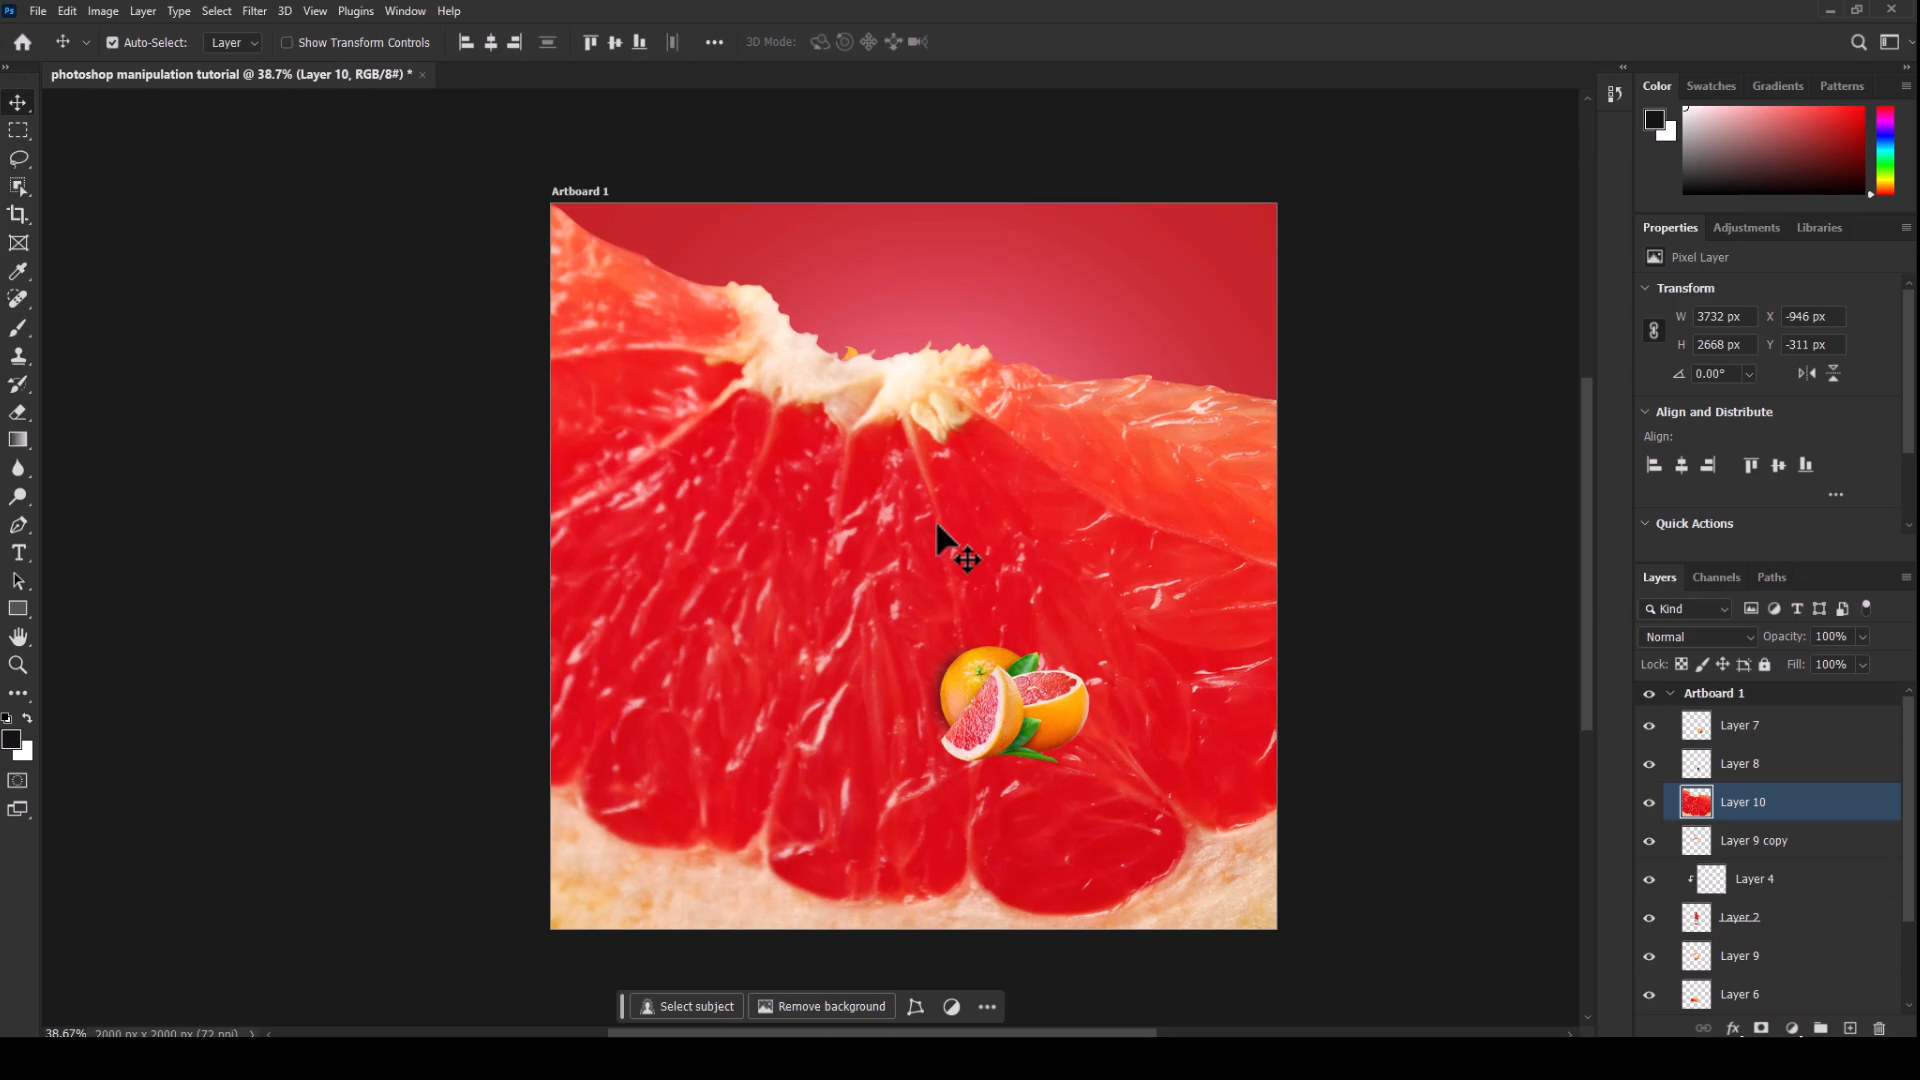 Ps File Edit Image Layer Type Select Filter 3D View Plugins Window Help
Auto-Select: Layer Show Transform Controls 3D Mode:
photoshop manipulation tutorial @ 38.7% (Layer 10, RGB/8#) *
Artboard 1
Color Swatches Gradients Patterns
Properties Adjustments Libraries
Pixel Layer
Transform
W 3732 px X -946 px
H 2668 px Y -311 px
0.00°
Align and Distribute
Align:
Quick Actions
Layers Channels Paths
Kind
Normal Opacity: 100%
Lock: Fill: 100%
Artboard 1
Layer 7
Layer 8
Layer 10
Layer 9 copy
Layer 4
Layer 2
Layer 9
Layer 6
fx
Select subject Remove background
38.67% 2000 px x 2000 px (72 ppi)